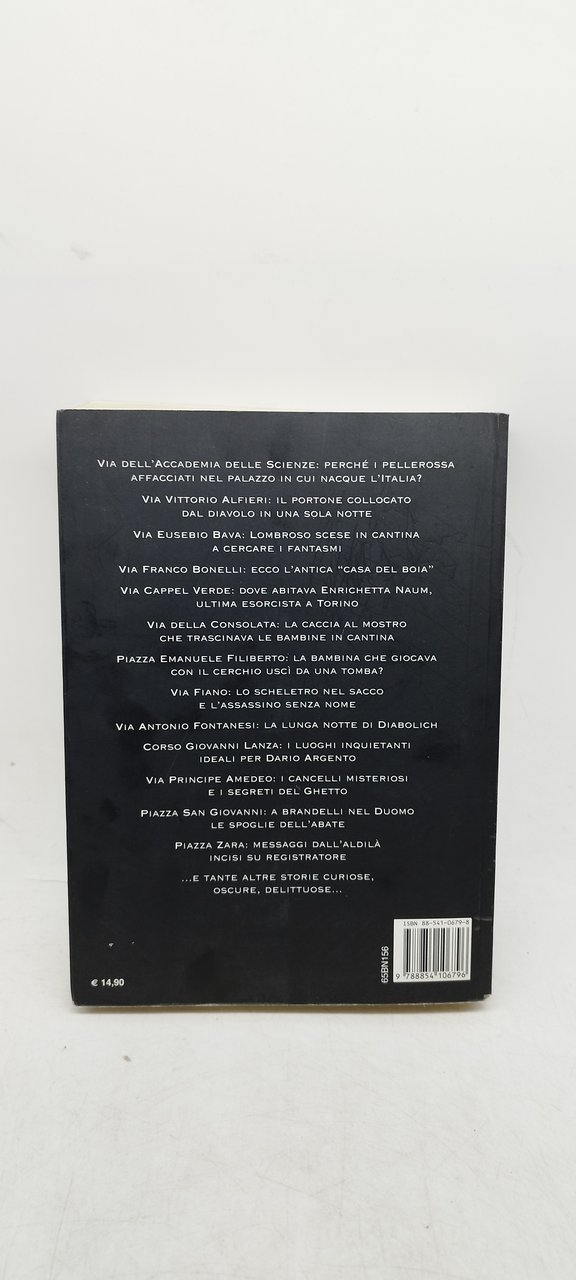 VIA DELL'ACCADEMIA DELLE SCIENZE: PERCHÉ I PELLEROSSA
AFFACCIATI NEL PALAZZO IN CUI NACQUE L'ITALIA?
VIA VITTORIO ALFIERI: IL PORTONE COLLOCATO
DAL DIAVOLO IN UNA SOLA NOTTE
VIA EUSEBIO BAVA: LOMBROSO SCESE IN CANTINA
A CERCARE I FANTASMI
VIA FRANCO BONELLI: ECCO L'ANTICA “CASA DEL BOIA”
VIA CAPPEL VERDE: DOVE ABITAVA ENRICHETTA NAUM,
ULTIMA ESORCISTA A TORINO
VIA DELLA CONSOLATA: LA CACCIA AL MOSTRO
CHE TRASCINAVA LE BAMBINE IN CANTINA
PIAZZA EMANUELE FILIBERTO: LA BAMBINA CHE GIOCAVA
CON IL CERCHIO USCÌ DA UNA TOMBA?
VIA FIANO: LO SCHELETRO NEL SACCO
E L'ASSASSINO SENZA NOME
VIA ANTONIO FONTANESI: LA LUNGA NOTTE DI DIABOLICH
CORSO GIOVANNI LANZA: I LUOGHI INQUIETANTI
IDEALI PER DARIO ARGENTO
VIA PRINCIPE AMEDEO: I CANCELLI MISTERIOSI
E I SEGRETI DEL GHETTO
PIAZZA SAN GIOVANNI: A BRANDELLI NEL DUOMO
LE SPOGLIE DELL'ABATE
PIAZZA ZARA: MESSAGGI DALL'ALDILÀ
INCISI SU REGISTRATORE
...E TANTE ALTRE STORIE CURIOSE,
OSCURE, DELITTUOSE...
ISBN 88-541-0679-8
65BN156
9 788854 106796
€ 14,90